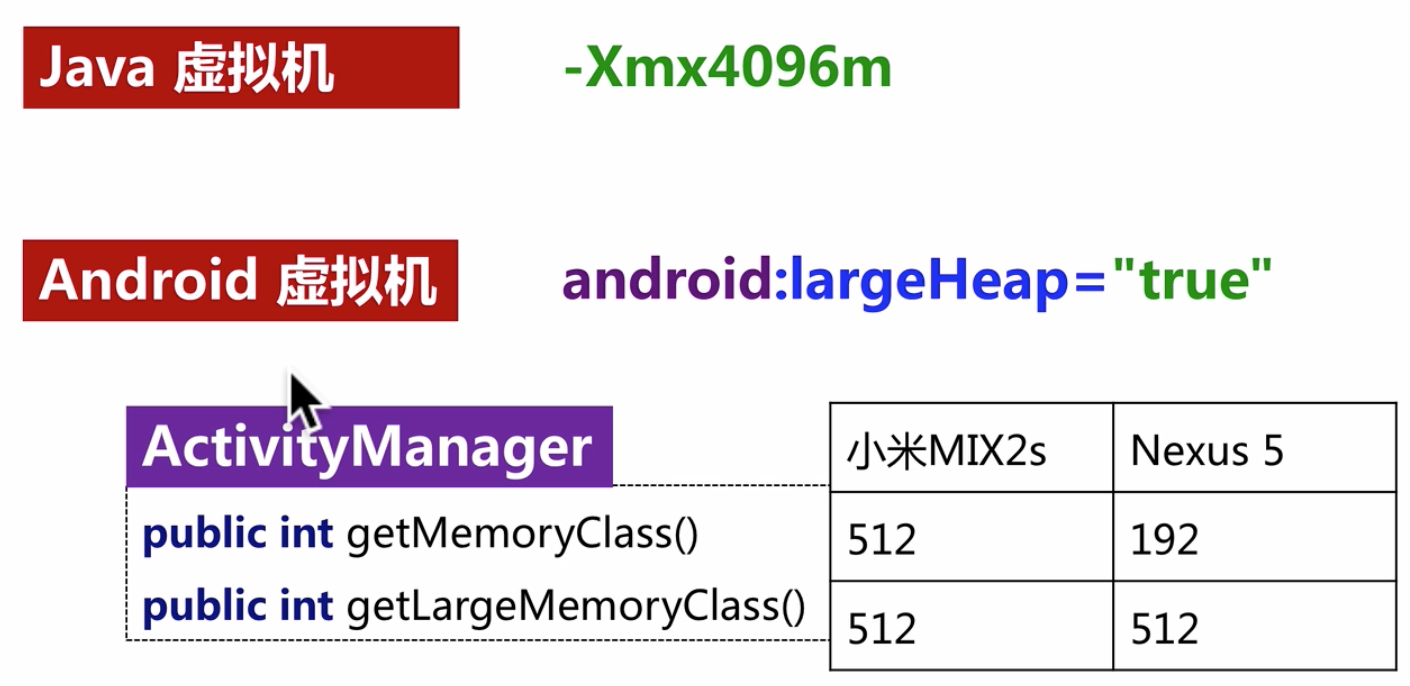 Java 虚拟机 -Xmx4096m
Android 虚拟机 android:largeHeap="true"
ActivityManager 小米MIX2s Nexus 5
public int getMemoryClass() 512 192
public int getLargeMemoryClass() 512 512